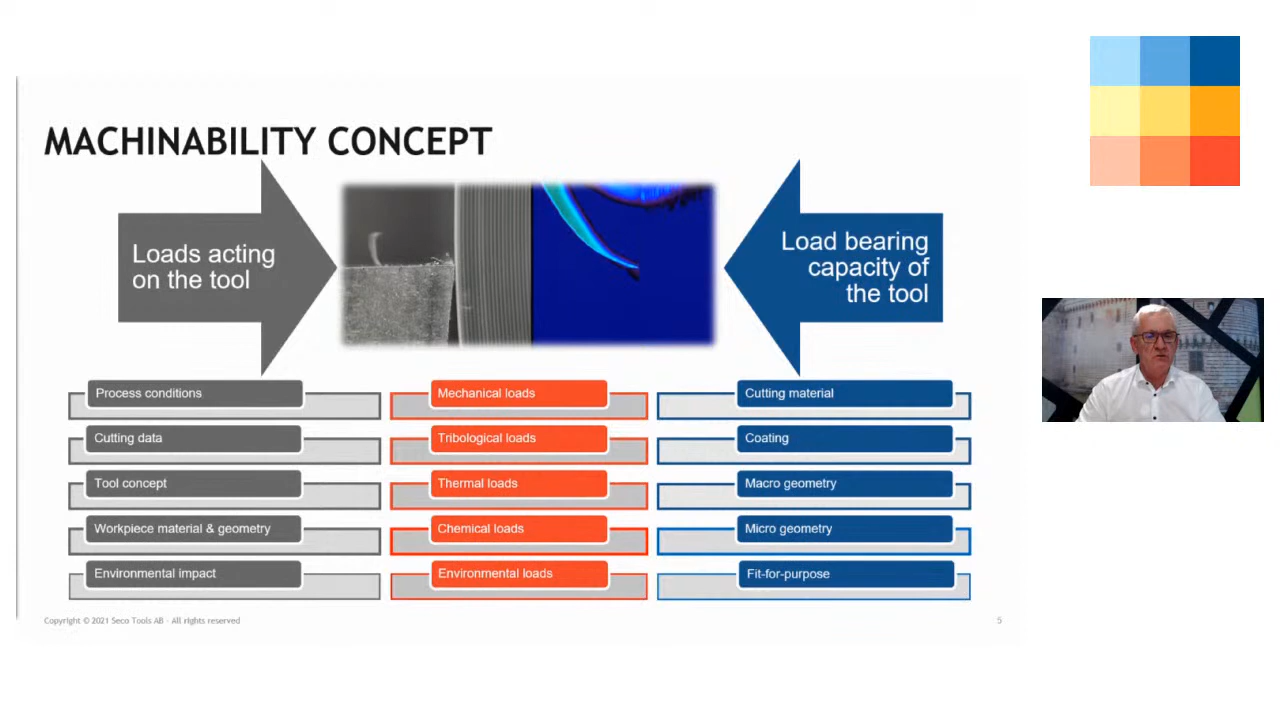 MACHINABILITY CONCEPT
Loads acting
on the tool
Load bearing
capacity of
the tool
Process conditions
Mechanical loads
Cutting material
Cutting data
Tribological loads
Coating
Tool concept
Thermal loads
Macro geometry
Workpiece material & geometry
Chemical loads
Micro geometry
Environmental impact
Environmental loads
Fit-for-purpose
Copyright © 2021 Seco Tools AB - All rights reserved
5